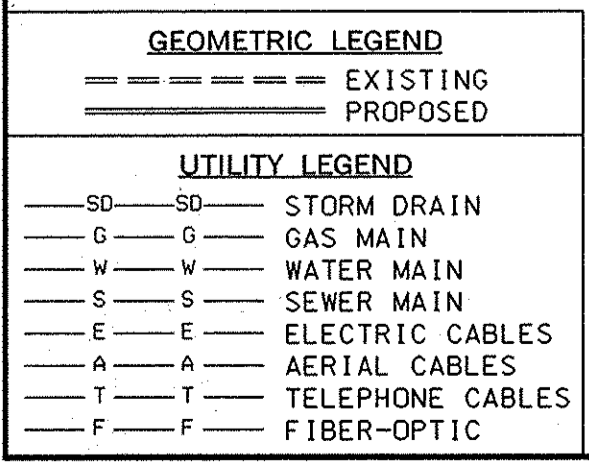 GEOMETRIC LEGEND
EXISTING
PROPOSED
UTILITY LEGEND
SD SD STORM DRAIN
G G GAS MAIN
W W WATER MAIN
S S SEWER MAIN
E E ELECTRIC CABLES
A A AERIAL CABLES
T T TELEPHONE CABLES
F F FIBER-OPTIC